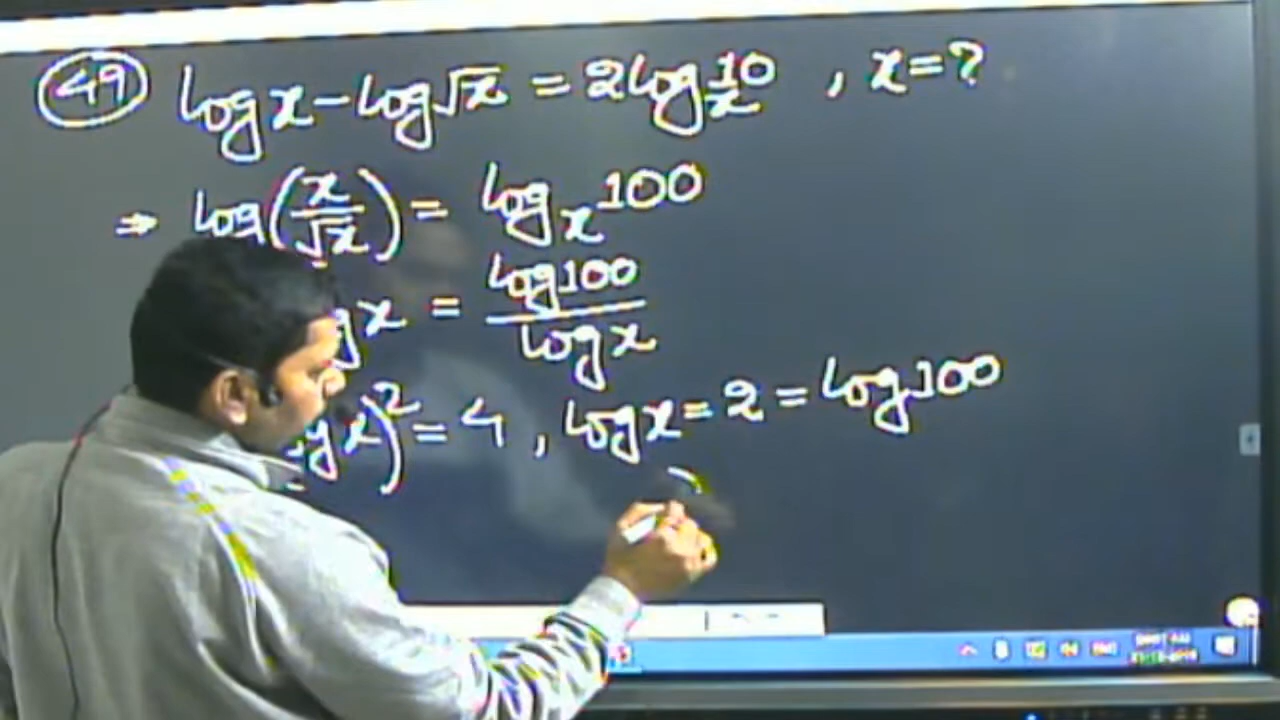 49 log x - log √x = 2 log_x 10 , x = ?
⇒ log(x/√x) = log_x 100
g x = log 100 / log x
g x)² = 4 , log x = 2 = log 100